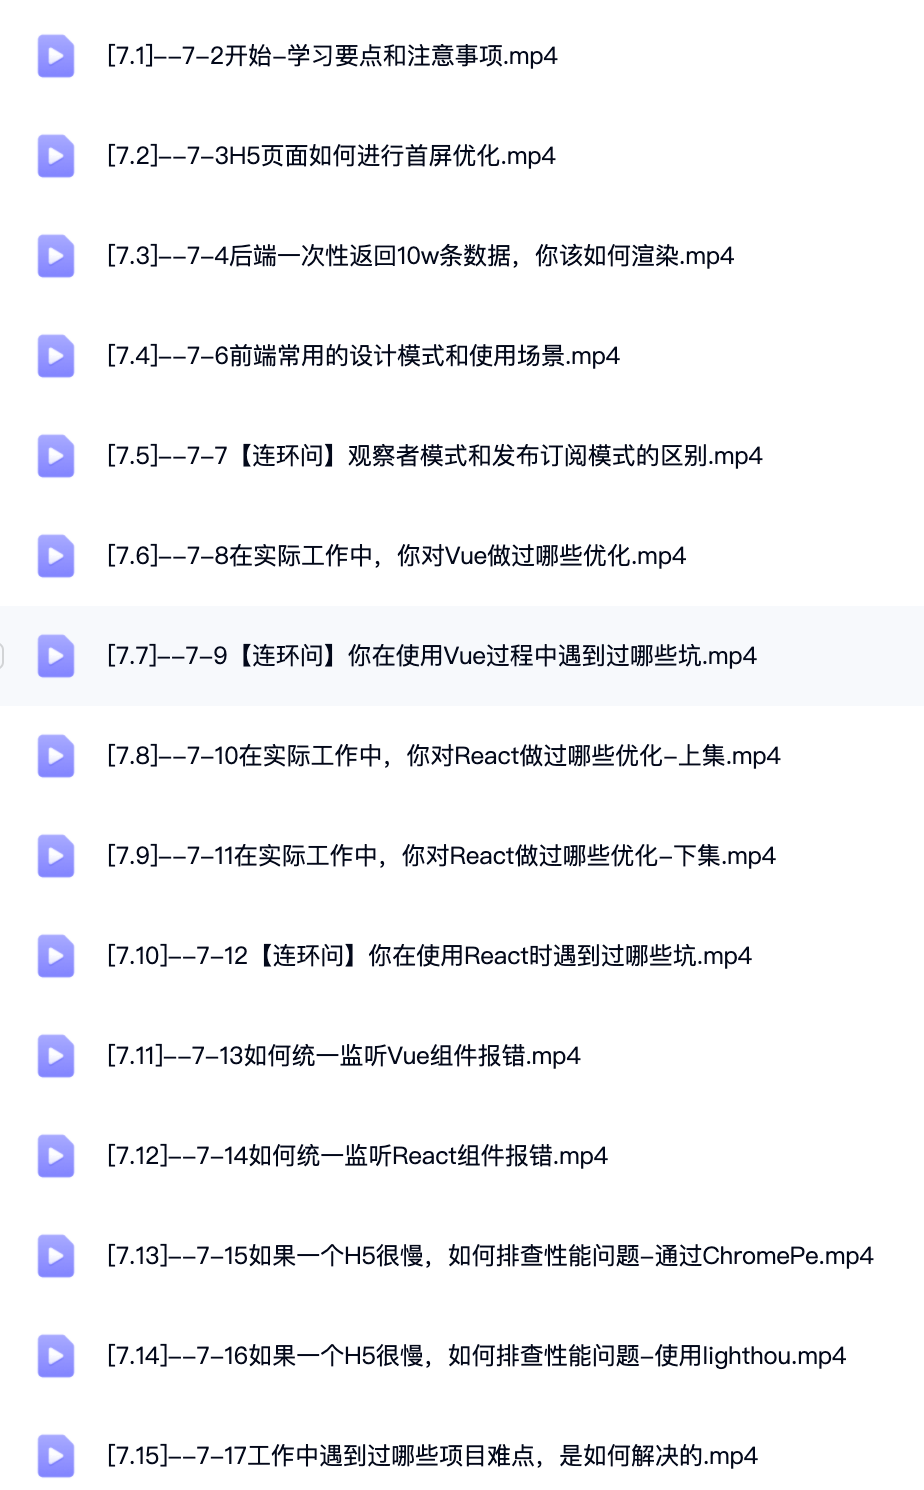 [7.1]--7-2开始-学习要点和注意事项.mp4
[7.2]--7-3H5页面如何进行首屏优化.mp4
[7.3]--7-4后端一次性返回10w条数据，你该如何渲染.mp4
[7.4]--7-6前端常用的设计模式和使用场景.mp4
[7.5]--7-7【连环问】观察者模式和发布订阅模式的区别.mp4
[7.6]--7-8在实际工作中，你对Vue做过哪些优化.mp4
[7.7]--7-9【连环问】你在使用Vue过程中遇到过哪些坑.mp4
[7.8]--7-10在实际工作中，你对React做过哪些优化-上集.mp4
[7.9]--7-11在实际工作中，你对React做过哪些优化-下集.mp4
[7.10]--7-12【连环问】你在使用React时遇到过哪些坑.mp4
[7.11]--7-13如何统一监听Vue组件报错.mp4
[7.12]--7-14如何统一监听React组件报错.mp4
[7.13]--7-15如果一个H5很慢，如何排查性能问题-通过ChromePe.mp4
[7.14]--7-16如果一个H5很慢，如何排查性能问题-使用lighthou.mp4
[7.15]--7-17工作中遇到过哪些项目难点，是如何解决的.mp4